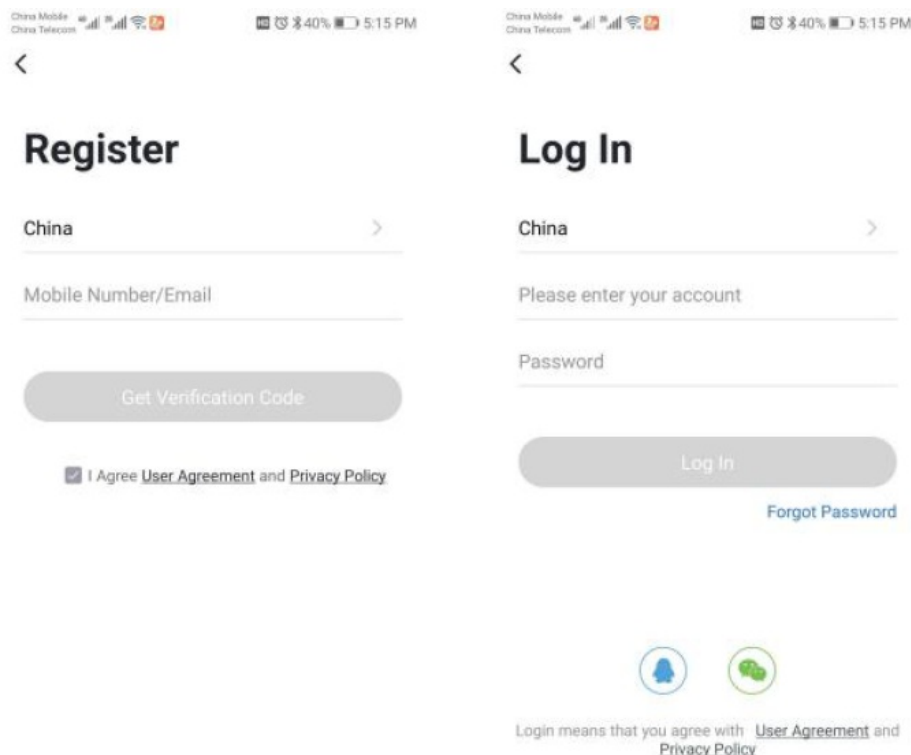 China Mobile
China Telecom
HD 40% 5:15 PM
Register
China
Mobile Number/Email
Get Verification Code
I Agree User Agreement and Privacy Policy
China Mobile
China Telecom
HD 40% 5:15 PM
Log In
China
Please enter your account
Password
Log In
Forgot Password
Login means that you agree with User Agreement and
Privacy Policy